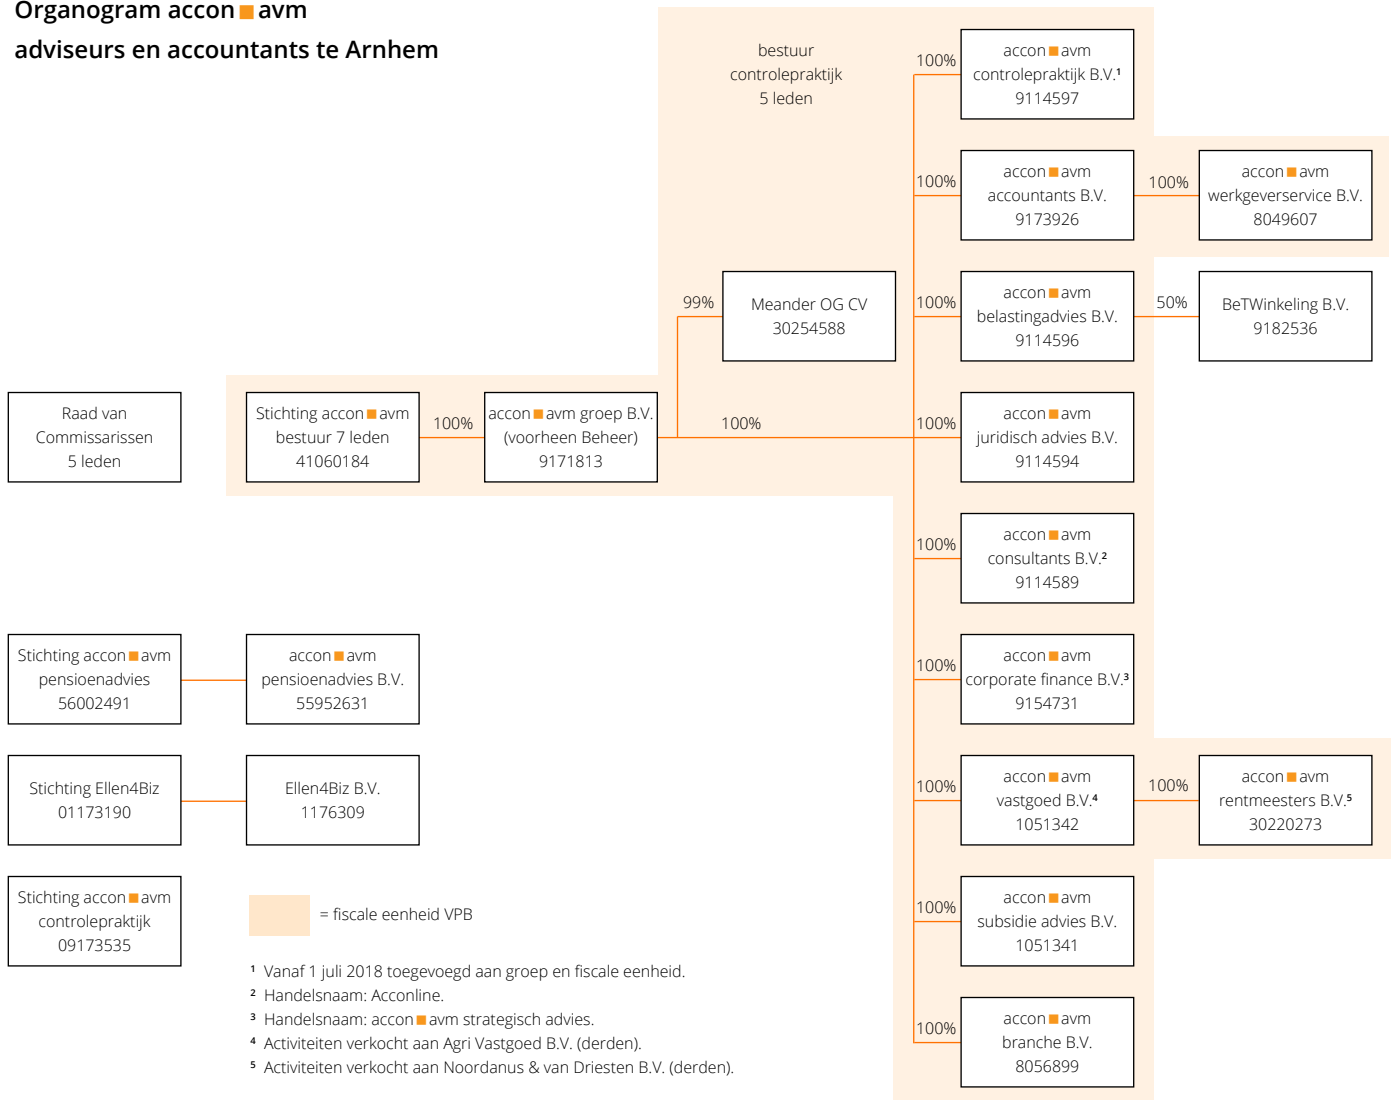 Organogram accon■avm
adviseurs en accountants te Arnhem
bestuur
controlepraktijk
5 leden
100%
accon■avm
controlepraktijk B.V.¹
9114597
100%
accon■avm
accountants B.V.
9173926
100%
accon■avm
werkgeverservice B.V.
8049607
99%
Meander OG CV
30254588
100%
accon■avm
belastingadvies B.V.
9114596
50%
BeTWinkeling B.V.
9182536
Raad van
Commissarissen
5 leden
Stichting accon■avm
bestuur 7 leden
41060184
100%
accon■avm groep B.V.
(voorheen Beheer)
9171813
100%
100%
accon■avm
juridisch advies B.V.
9114594
100%
accon■avm
consultants B.V.²
9114589
Stichting accon■avm
pensioenadvies
56002491
accon■avm
pensioenadvies B.V.
55952631
100%
accon■avm
corporate finance B.V.³
9154731
Stichting Ellen4Biz
01173190
Ellen4Biz B.V.
1176309
100%
accon■avm
vastgoed B.V.⁴
1051342
100%
accon■avm
rentmeesters B.V.⁵
30220273
Stichting accon■avm
controlepraktijk
09173535
= fiscale eenheid VPB
100%
accon■avm
subsidie advies B.V.
1051341
100%
accon■avm
branche B.V.
8056899
¹ Vanaf 1 juli 2018 toegevoegd aan groep en fiscale eenheid.
² Handelsnaam: Acconline.
³ Handelsnaam: accon■avm strategisch advies.
⁴ Activiteiten verkocht aan Agri Vastgoed B.V. (derden).
⁵ Activiteiten verkocht aan Noordanus & van Driesten B.V. (derden).